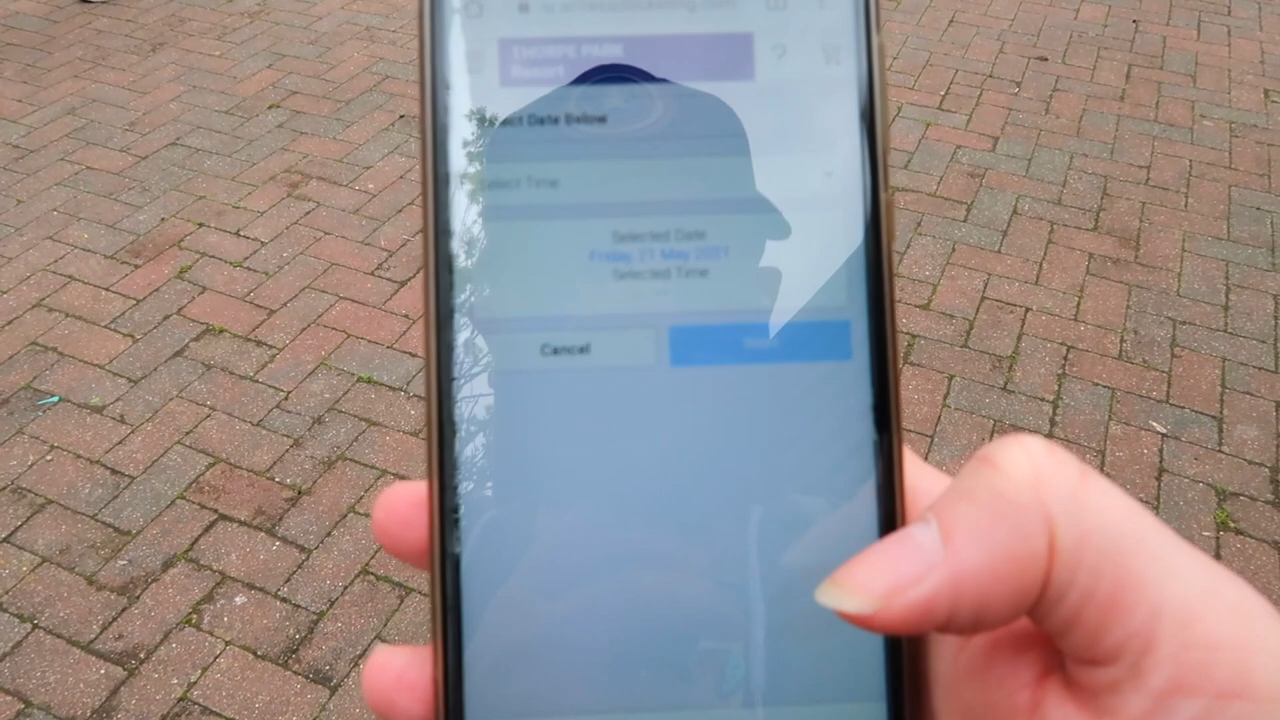 THORPE PARK
Resort
Select Date Below
Select Time
Selected Date
Friday, 21 May 2021
Selected Time
Cancel